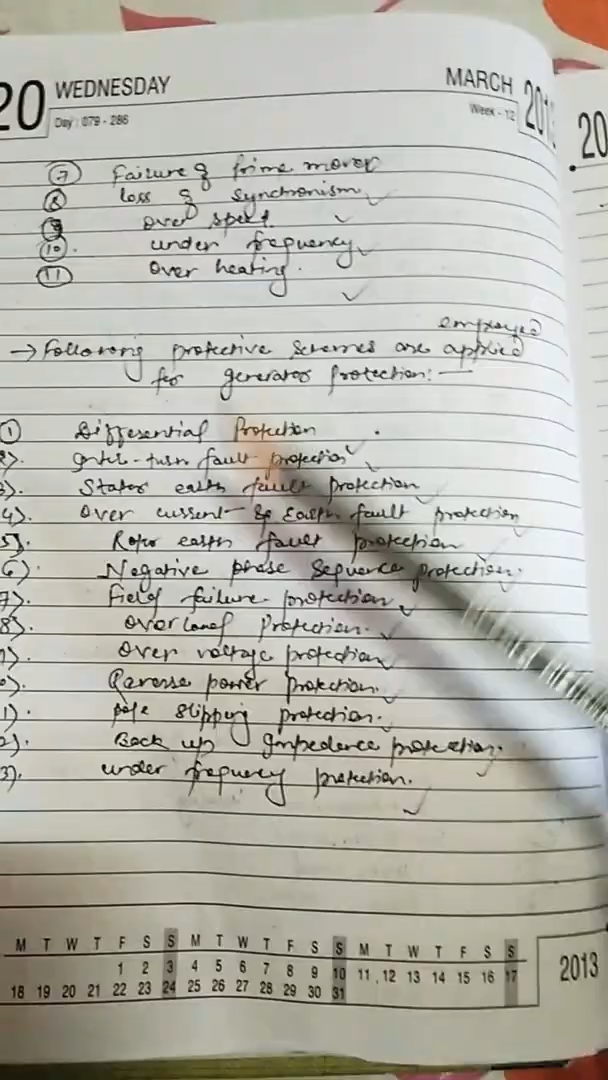 20 WEDNESDAY MARCH 201
Day : 079 - 286 Week - 12
20
⑦ Failure of Prime mover
⑧ loss of synchronism
⑨ Over speed.
⑩. under frequency
⑪ Over heating.
employed
→ Following protective schemes are applied
for generator protection:—
① Differential Protection
2). Inter-turn fault protection
3). Stator earth fault protection
4). Over current & Earth fault protection
5). Rotor earth fault protection
6). Negative phase sequence protection.
7). Field failure protection
8). Overload Protection.
9). Over voltage protection
0). Reverse power protection.
1). pole slipping protection.
2). Back up Impedence protection.
3). under frequency protection.
M T W T F S S M T W T F S S M T W T F S S
1 2 3 4 5 6 7 8 9 10 11 12 13 14 15 16 17
18 19 20 21 22 23 24 25 26 27 28 29 30 31
2013